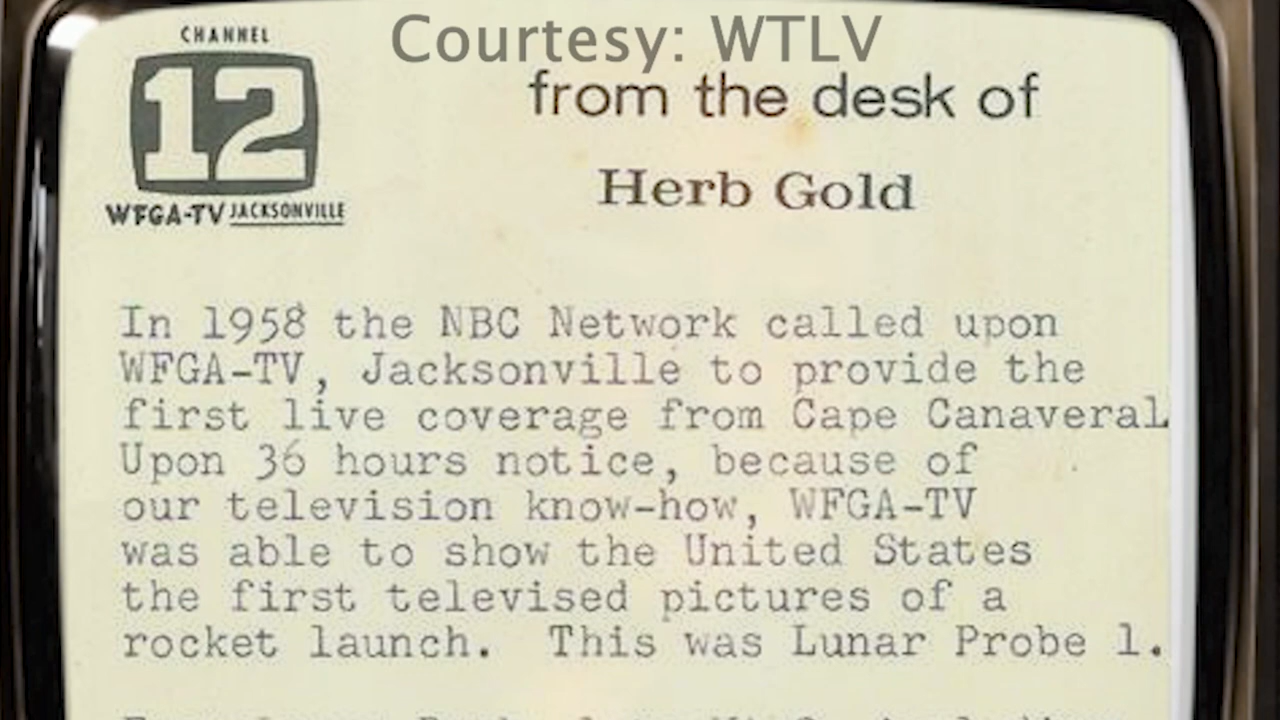 Courtesy: WTLV
CHANNEL
12
WFGA-TV JACKSONVILLE
from the desk of
Herb Gold
In 1958 the NBC Network called upon
WFGA-TV, Jacksonville to provide the
first live coverage from Cape Canaveral
Upon 36 hours notice, because of
our television know-how, WFGA-TV
was able to show the United States
the first televised pictures of a
rocket launch. This was Lunar Probe 1.